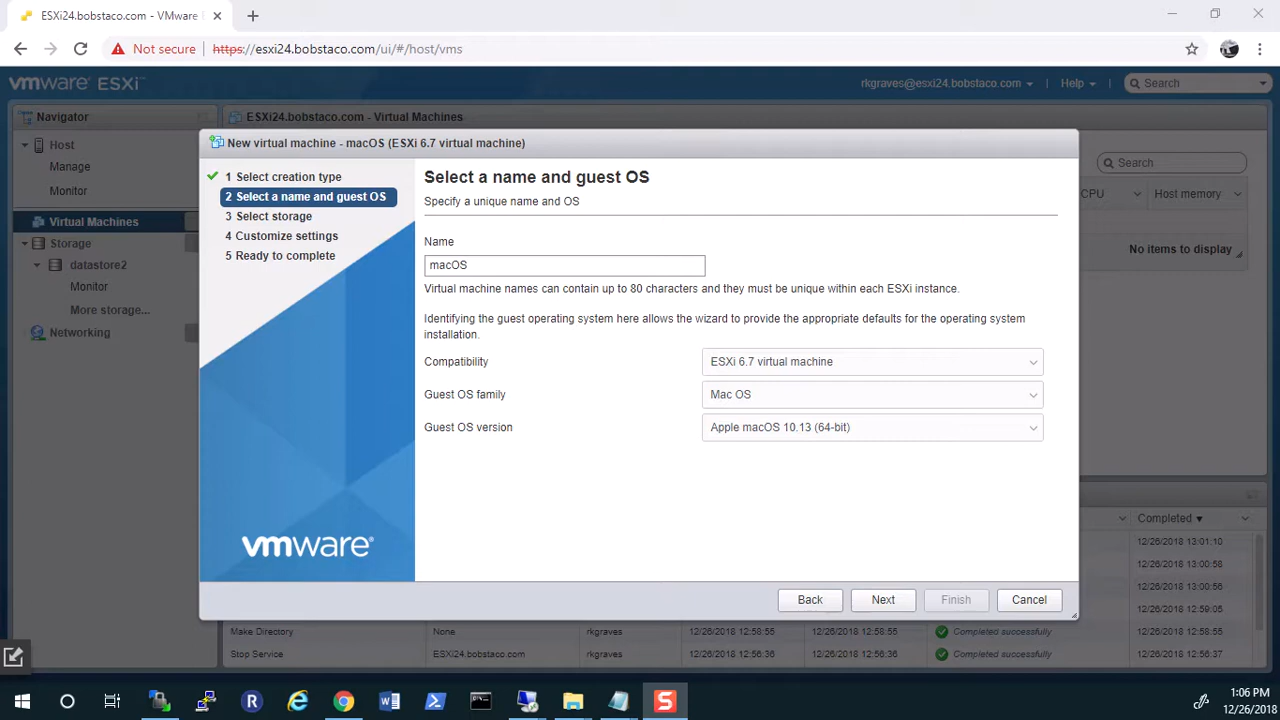 ESXi24.bobstaco.com - VMware
Not secure
https://esxi24.bobstaco.com/ui/#/host/vms
vmware ESXi
rkgraves@esxi24.bobstaco.com
Help
Search
Navigator
ESXi24.bobstaco.com - Virtual Machines
Host
Manage
Monitor
Virtual Machines
Storage
datastore2
Monitor
More storage...
Networking
Search
CPU
Host memory
No items to display
New virtual machine - macOS (ESXi 6.7 virtual machine)
1 Select creation type
2 Select a name and guest OS
3 Select storage
4 Customize settings
5 Ready to complete
vmware
Select a name and guest OS
Specify a unique name and OS
Name
macOS
Virtual machine names can contain up to 80 characters and they must be unique within each ESXi instance.
Identifying the guest operating system here allows the wizard to provide the appropriate defaults for the operating system
installation.
Compatibility
ESXi 6.7 virtual machine
Guest OS family
Mac OS
Guest OS version
Apple macOS 10.13 (64-bit)
Back
Next
Finish
Cancel
Completed
12/26/2018 13:01:10
12/26/2018 13:00:58
12/26/2018 13:00:56
12/26/2018 12:59:05
Make Directory None rkgraves 12/26/2018 12:58:55 12/26/2018 12:58:55 Completed successfully 12/26/2018 12:58:55
Stop Service ESXi24.bobstaco.com rkgraves 12/26/2018 12:56:36 12/26/2018 12:56:36 Completed successfully 12/26/2018 12:56:37
1:06 PM
12/26/2018